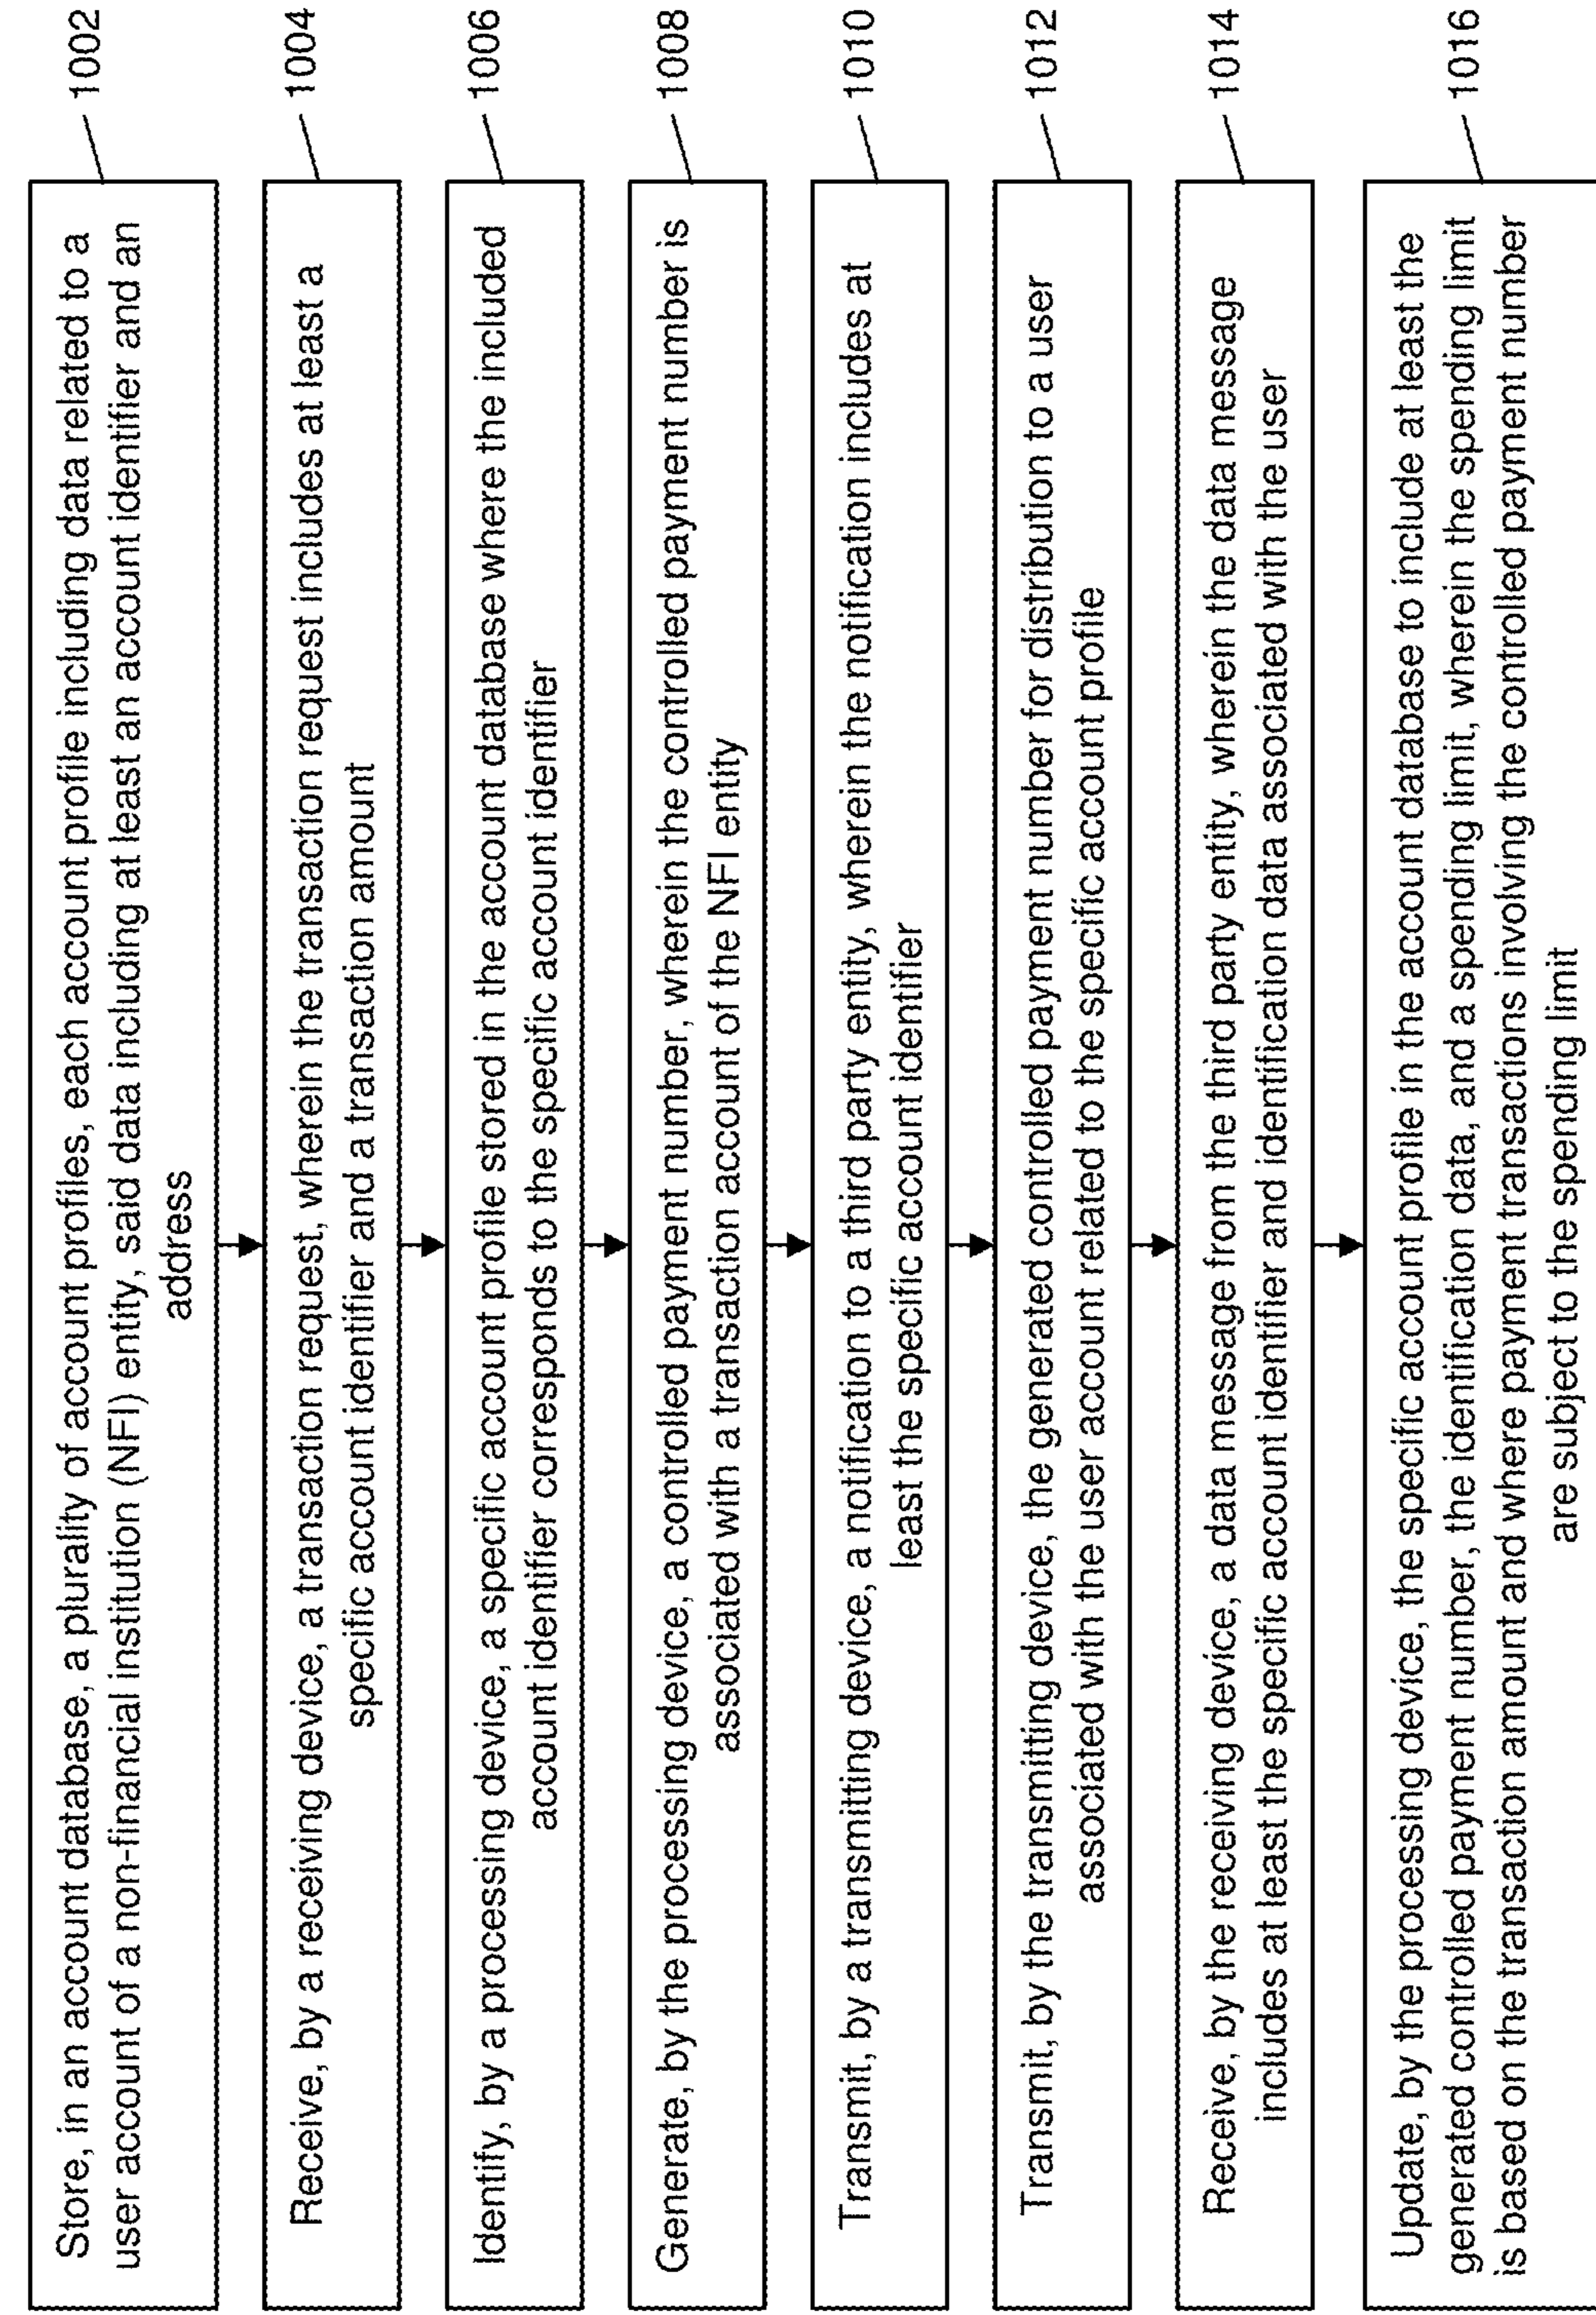 Store, in an account database, a plurality of account profiles, each account profile including data related to a
user account of a non-financial institution (NFI) entity, said data including at least an account identifier and an
address
1002
Receive, by a receiving device, a transaction request, wherein the transaction request includes at least a
specific account identifier and a transaction amount
1004
Identify, by a processing device, a specific account profile stored in the account database where the included
account identifier corresponds to the specific account identifier
1006
Generate, by the processing device, a controlled payment number, wherein the controlled payment number is
associated with a transaction account of the NFI entity
1008
Transmit, by a transmitting device, a notification to a third party entity, wherein the notification includes at
least the specific account identifier
1010
Transmit, by the transmitting device, the generated controlled payment number for distribution to a user
associated with the user account related to the specific account profile
1012
Receive, by the receiving device, a data message from the third party entity, wherein the data message
includes at least the specific account identifier and identification data associated with the user
1014
Update, by the processing device, the specific account profile in the account database to include at least the
generated controlled payment number, the identification data, and a spending limit, wherein the spending limit
is based on the transaction amount and where payment transactions involving the controlled payment number
are subject to the spending limit
1016